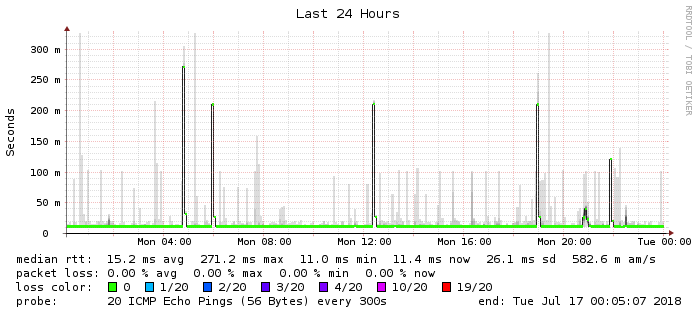 Last 24 Hours
RRDTOOL / TOBI OETIKER
Seconds
300 m
250 m
200 m
150 m
100 m
50 m
0
Mon 04:00 Mon 08:00 Mon 12:00 Mon 16:00 Mon 20:00 Tue 00:00
median rtt: 15.2 ms avg 271.2 ms max 11.0 ms min 11.4 ms now 26.1 ms sd 582.6 m am/s
packet loss: 0.00 % avg 0.00 % max 0.00 % min 0.00 % now
loss color: 0 1/20 2/20 3/20 4/20 10/20 19/20
probe: 20 ICMP Echo Pings (56 Bytes) every 300s end: Tue Jul 17 00:05:07 2018